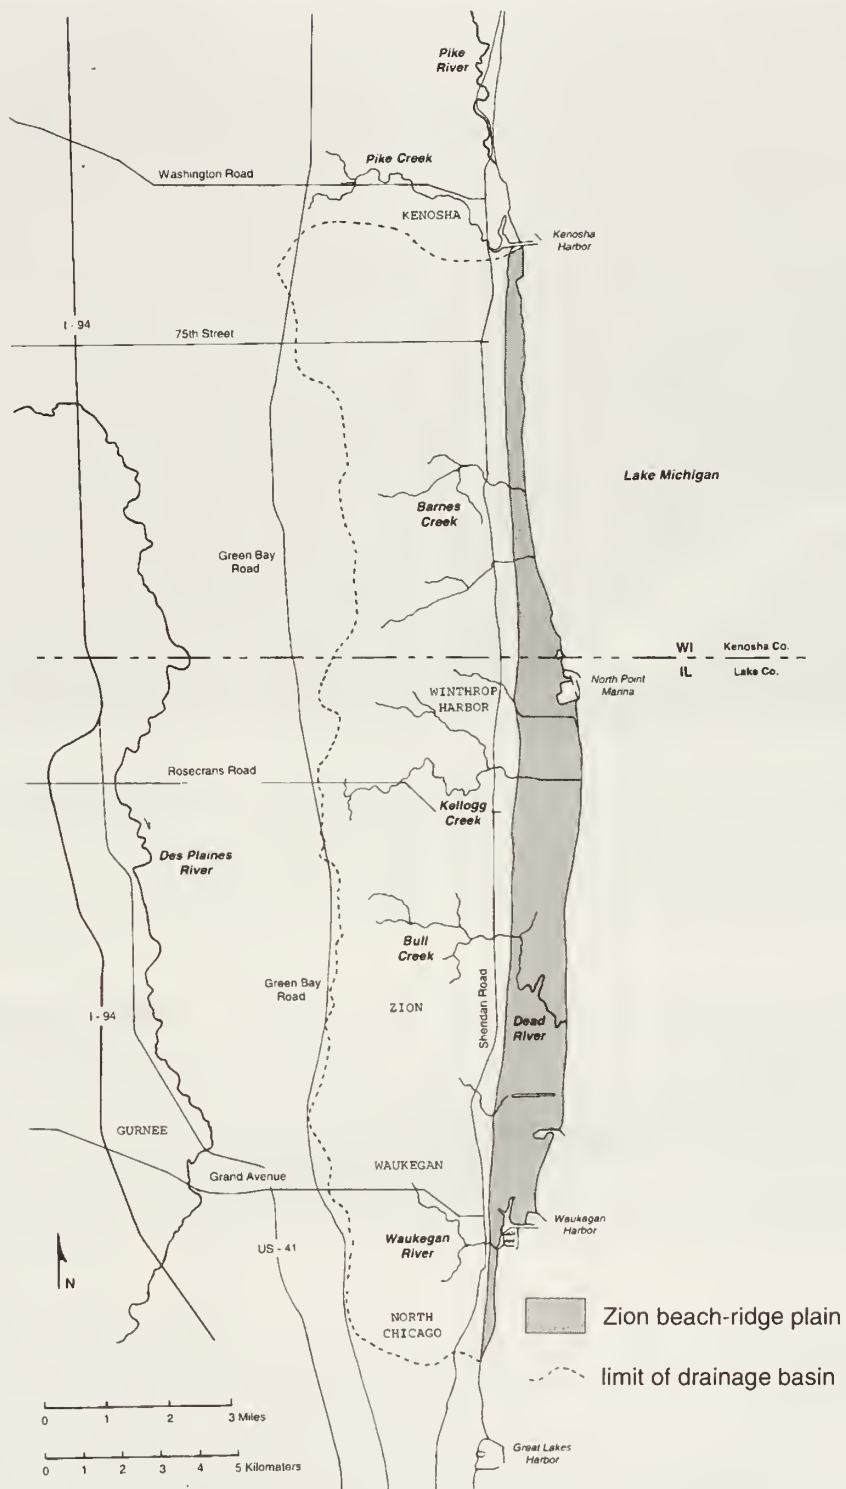 Pike
River
Pike Creek
Washington Road
KENOSHA
Kenosha
Harbor
I - 94
75th Street
Lake Michigan
Barnes
Creek
Green Bay
Road
WI
Kenosha Co.
IL
Lake Co.
North Point
Marina
WINTHROP
HARBOR
Rosecrans Road
Kellogg
Creek
Des Plaines
River
Bull
Creek
Green Bay
Road
ZION
Sheridan Road
Dead
River
I - 94
GURNEE
WAUKEGAN
Grand Avenue
Waukegan
River
Waukegan
Harbor
US - 41
N
NORTH
CHICAGO
Zion beach-ridge plain
limit of drainage basin
0 1 2 3 Miles
Great Lakes
Harbor
0 1 2 3 4 5 Kilometers